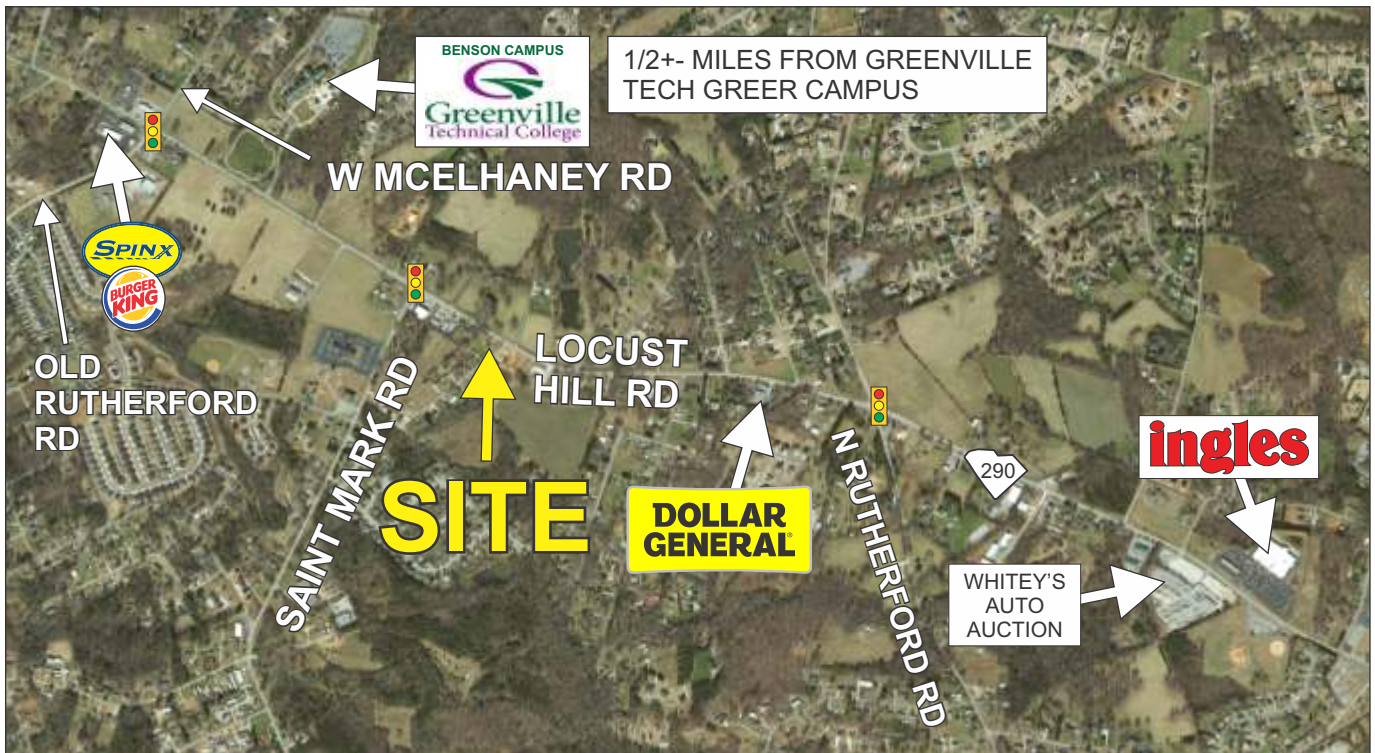 BENSON CAMPUS
Greenville
Technical College
1/2+- MILES FROM GREENVILLE
TECH GREER CAMPUS
W MCELHANEY RD
SPINX
BURGER
KING
OLD
RUTHERFORD
RD
SAINT MARK RD
SITE
LOCUST
HILL RD
DOLLAR
GENERAL®
N RUTHERFORD RD
290
ingles
WHITEY'S
AUTO
AUCTION